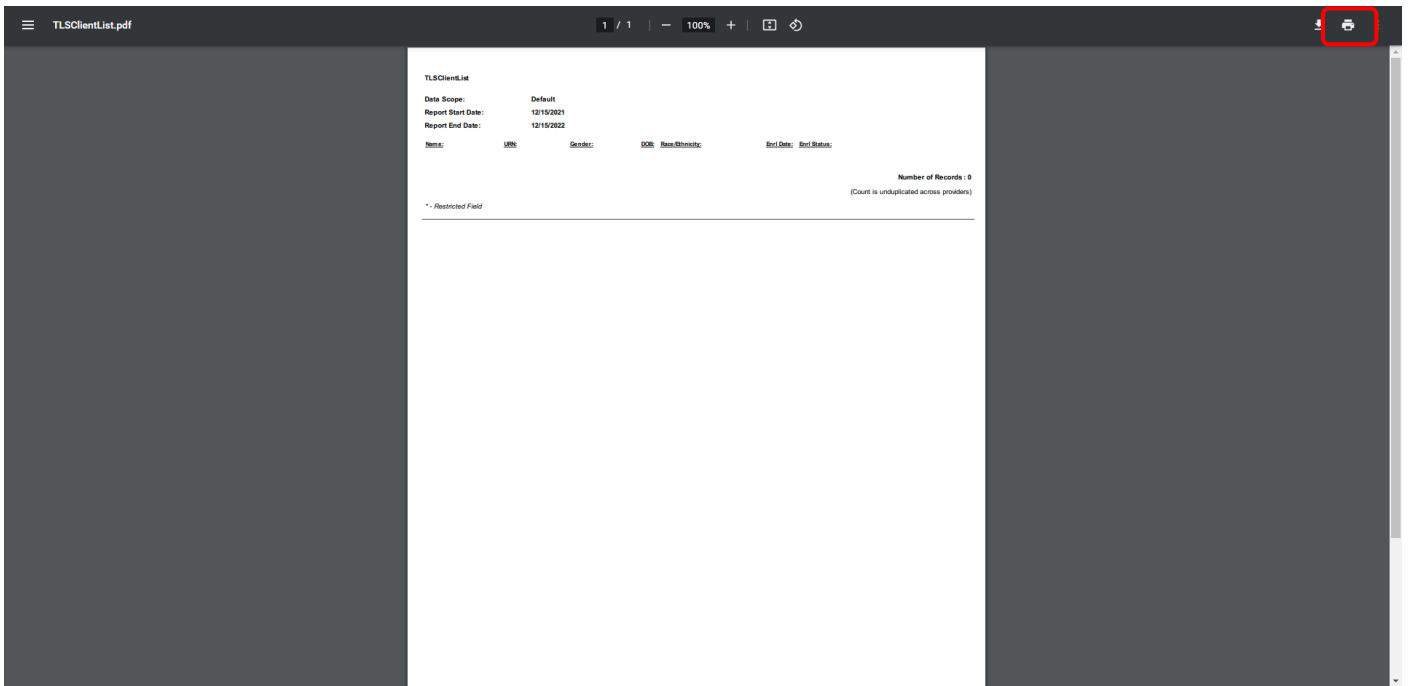 TLSClientList.pdf
1 / 1 | − 100% + |
TLSClientList
Data Scope: Default
Report Start Date: 12/15/2021
Report End Date: 12/15/2022
Name: URN: Gender: DOB: Race/Ethnicity: Enrl Date: Enrl Status:
Number of Records : 0
(Count is unduplicated across providers)
* - Restricted Field